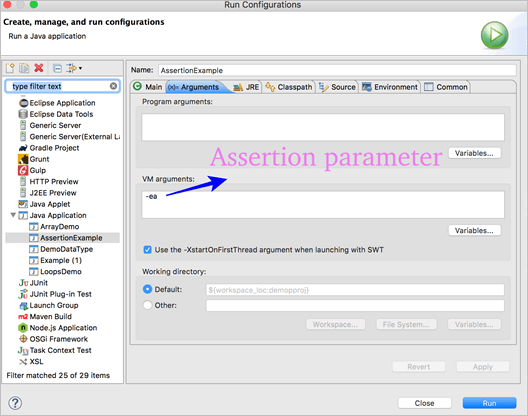 Run Configurations
Create, manage, and run configurations
Run a Java application
type filter text
Eclipse Application
Eclipse Data Tools
Generic Server
Generic Server(External La
Gradle Project
Grunt
Gulp
HTTP Preview
J2EE Preview
Java Applet
Java Application
ArrayDemo
AssertionExample
DemoDataType
Example (1)
LoopsDemo
JUnit
JUnit Plug-in Test
Launch Group
Maven Build
Node.js Application
OSGi Framework
Task Context Test
XSL
Filter matched 25 of 29 items
Name: AssertionExample
Main (x)= Arguments JRE Classpath Source Environment Common
Program arguments:
Assertion parameter
Variables...
VM arguments:
-ea
Variables...
Use the -XstartOnFirstThread argument when launching with SWT
Working directory:
Default: ${workspace_loc:demopproj}
Other:
Workspace... File System... Variables...
Revert Apply
Close Run